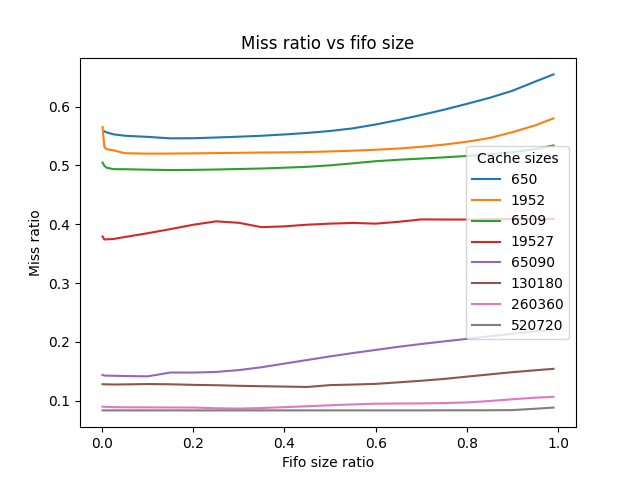 Miss ratio vs fifo size
Miss ratio
0.6
0.5
0.4
0.3
0.2
0.1
Cache sizes
650
1952
6509
19527
65090
130180
260360
520720
0.0 0.2 0.4 0.6 0.8 1.0
Fifo size ratio